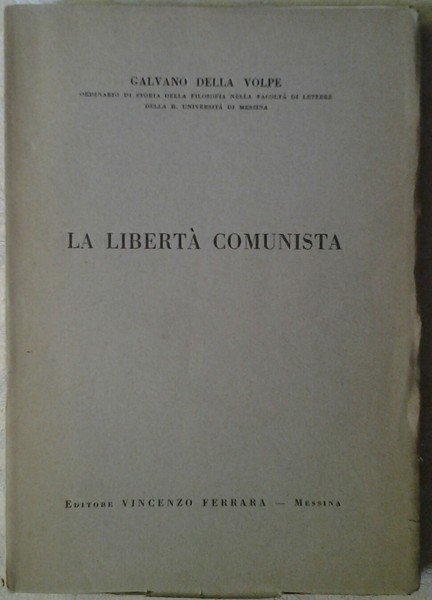 GALVANO DELLA VOLPE
ORDINARIO DI STORIA DELLA FILOSOFIA NELLA FACOLTÀ DI LETTERE
DELLA R. UNIVERSITÀ DI MESSINA
LA LIBERTÀ COMUNISTA
EDITORE VINCENZO FERRARA — MESSINA